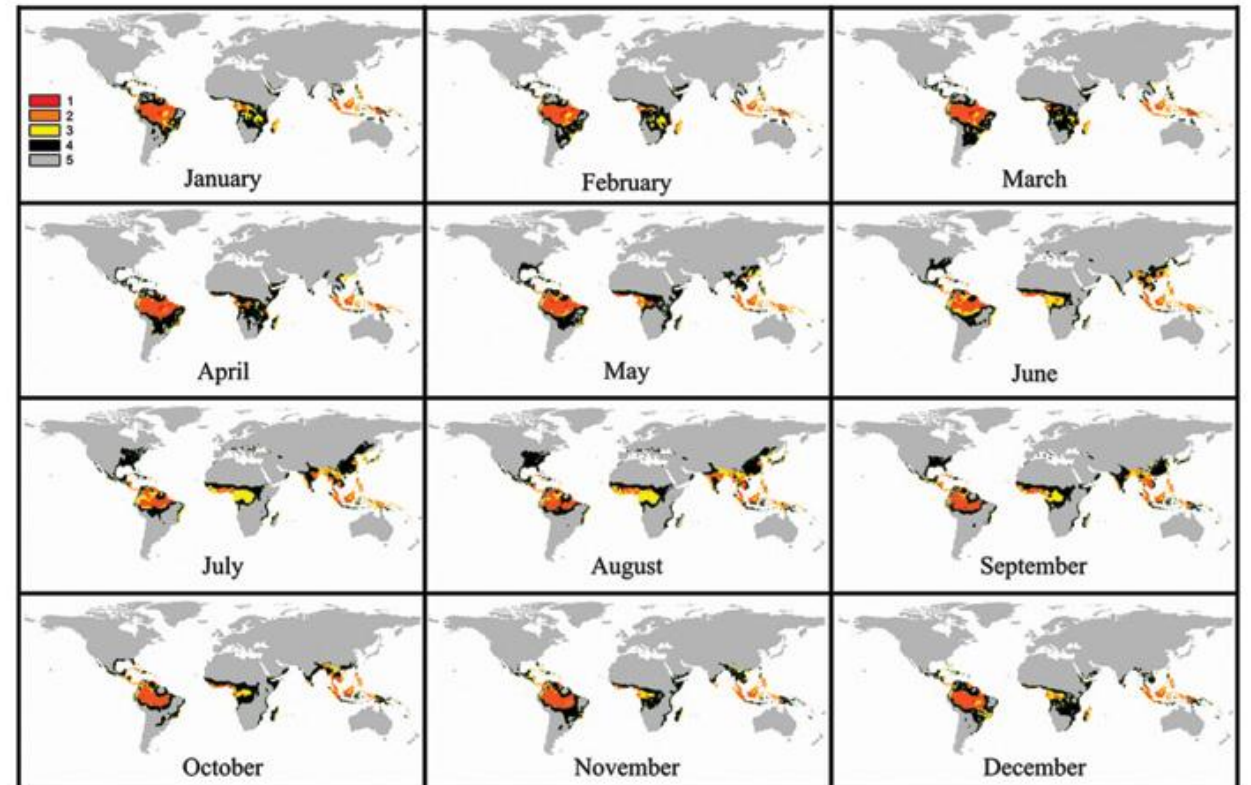 1
2
3
4
5
January
February
March
April
May
June
July
August
September
October
November
December